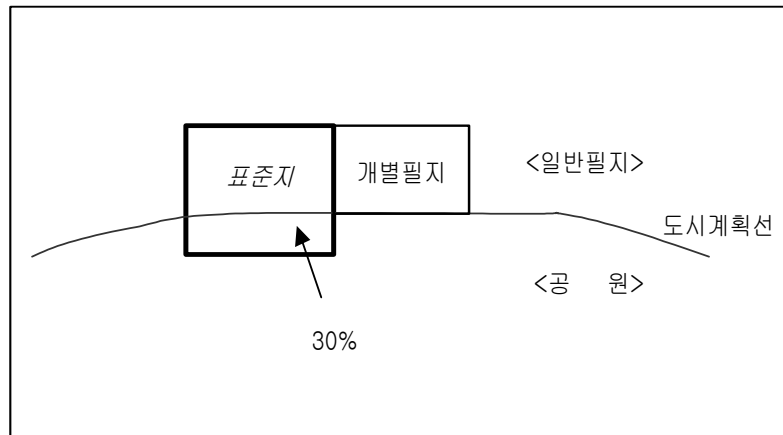 표준지
개별필지
<일반필지>
도시계획선
<공 원>
30%